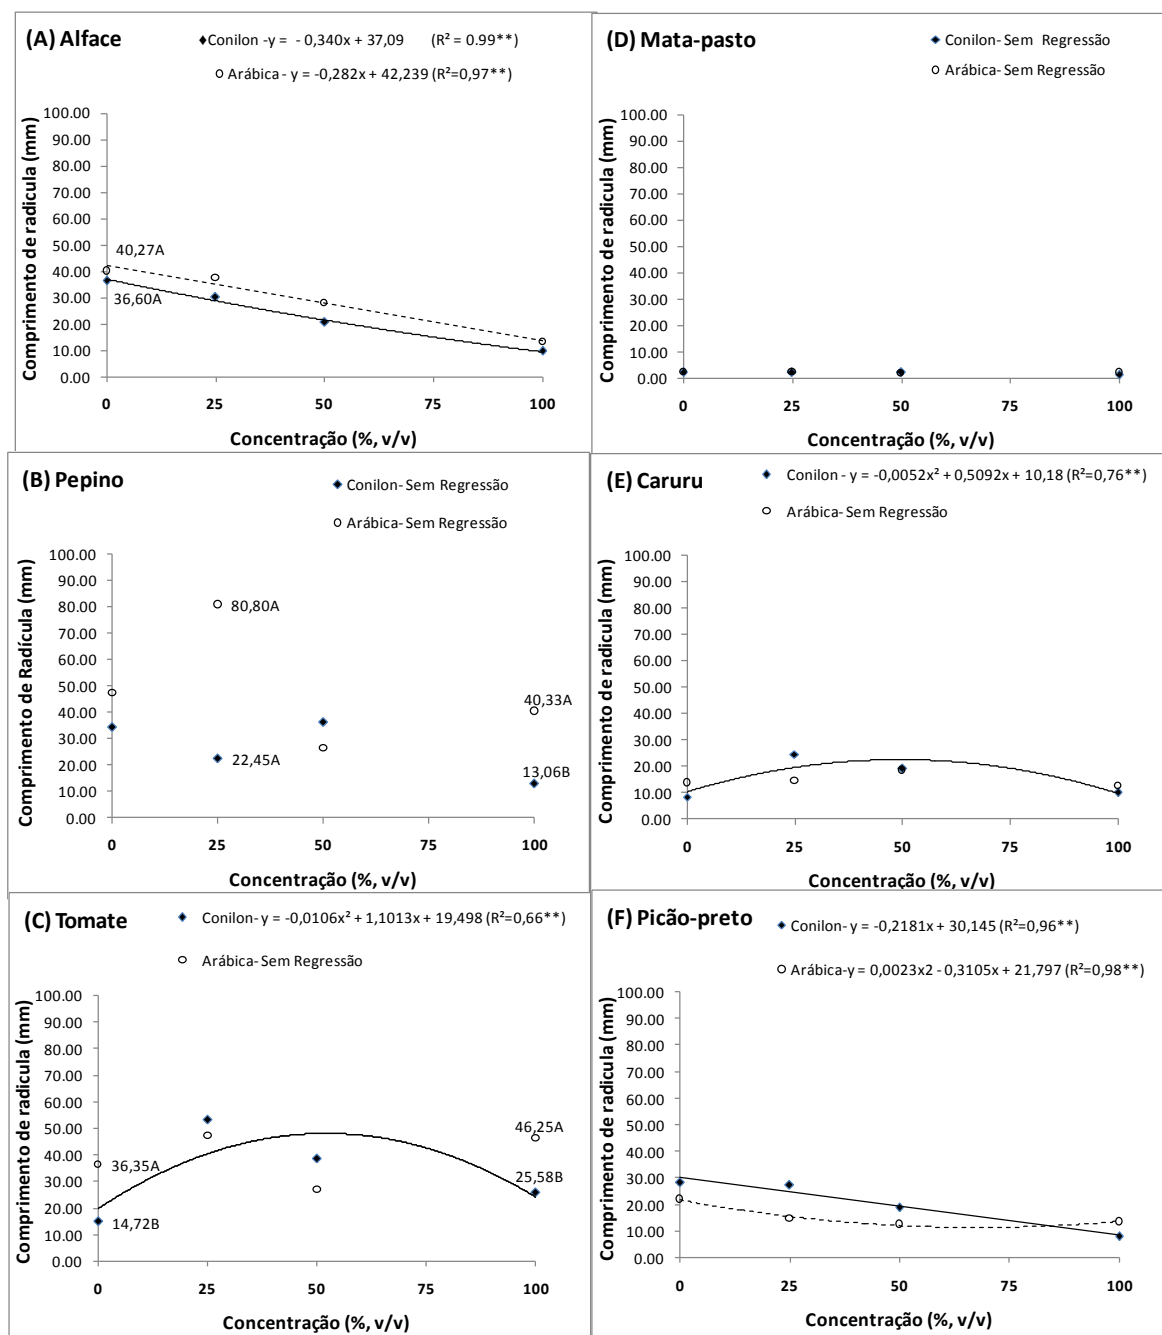 (A) Alface
Conilon -y = - 0,340x + 37,09 (R² = 0.99**)
Arábica - y = -0,282x + 42,239 (R²=0,97**)
Comprimento de radicula (mm)
100.00
90.00
80.00
70.00
60.00
50.00
40.00
30.00
20.00
10.00
0.00
40,27A
36,60A
0 25 50 75 100
Concentração (%, v/v)
(B) Pepino
Conilon- Sem Regressão
Arábica- Sem Regressão
Comprimento de Radícula (mm)
100.00
90.00
80.00
70.00
60.00
50.00
40.00
30.00
20.00
10.00
0.00
80,80A
40,33A
22,45A
13,06B
0 25 50 75 100
Concentração (%, v/v)
(C) Tomate
Conilon- y = -0,0106x² + 1,1013x + 19,498 (R²=0,66**)
Arábica- Sem Regressão
Comprimento de radicula (mm)
100.00
90.00
80.00
70.00
60.00
50.00
40.00
30.00
20.00
10.00
0.00
46,25A
36,35A
25,58B
14,72B
0 25 50 75 100
Concentração (%, v/v)
(D) Mata-pasto
Conilon- Sem Regressão
Arábica- Sem Regressão
Comprimento de radicula (mm)
100.00
90.00
80.00
70.00
60.00
50.00
40.00
30.00
20.00
10.00
0.00
0 25 50 75 100
Concentração (%, v/v)
(E) Caruru
Conilon - y = -0,0052x² + 0,5092x + 10,18 (R²=0,76**)
Arábica- Sem Regressão
Comprimento de radicula (mm)
100.00
90.00
80.00
70.00
60.00
50.00
40.00
30.00
20.00
10.00
0.00
0 25 50 75 100
Concentração (%, v/v)
(F) Picão-preto
Conilon- y = -0,2181x + 30,145 (R²=0,96**)
Arábica-y = 0,0023x2 - 0,3105x + 21,797 (R²=0,98**)
Comprimento de radicula (mm)
100.00
90.00
80.00
70.00
60.00
50.00
40.00
30.00
20.00
10.00
0.00
0 25 50 75 100
Concentração (%, v/v)